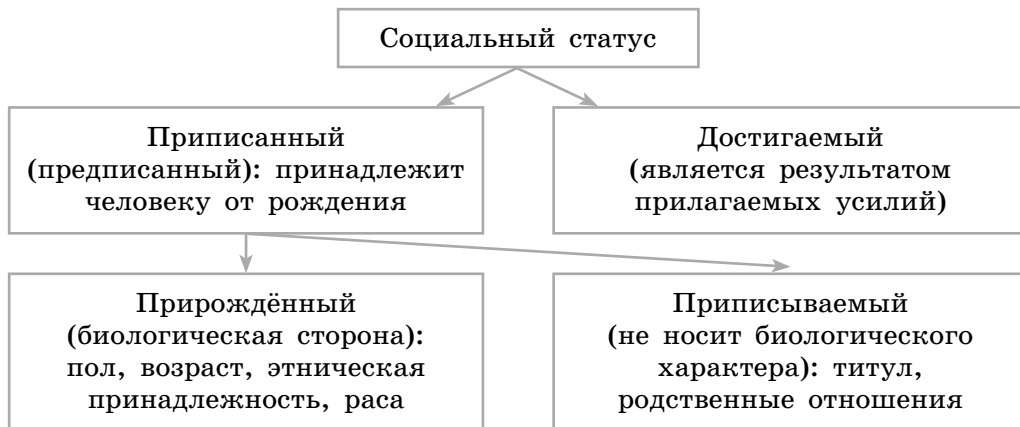 Социальный статус
Приписанный
(предписанный): принадлежит
человеку от рождения
Достигаемый
(является результатом
прилагаемых усилий)
Прирождённый
(биологическая сторона):
пол, возраст, этническая
принадлежность, раса
Приписываемый
(не носит биологического
характера): титул,
родственные отношения